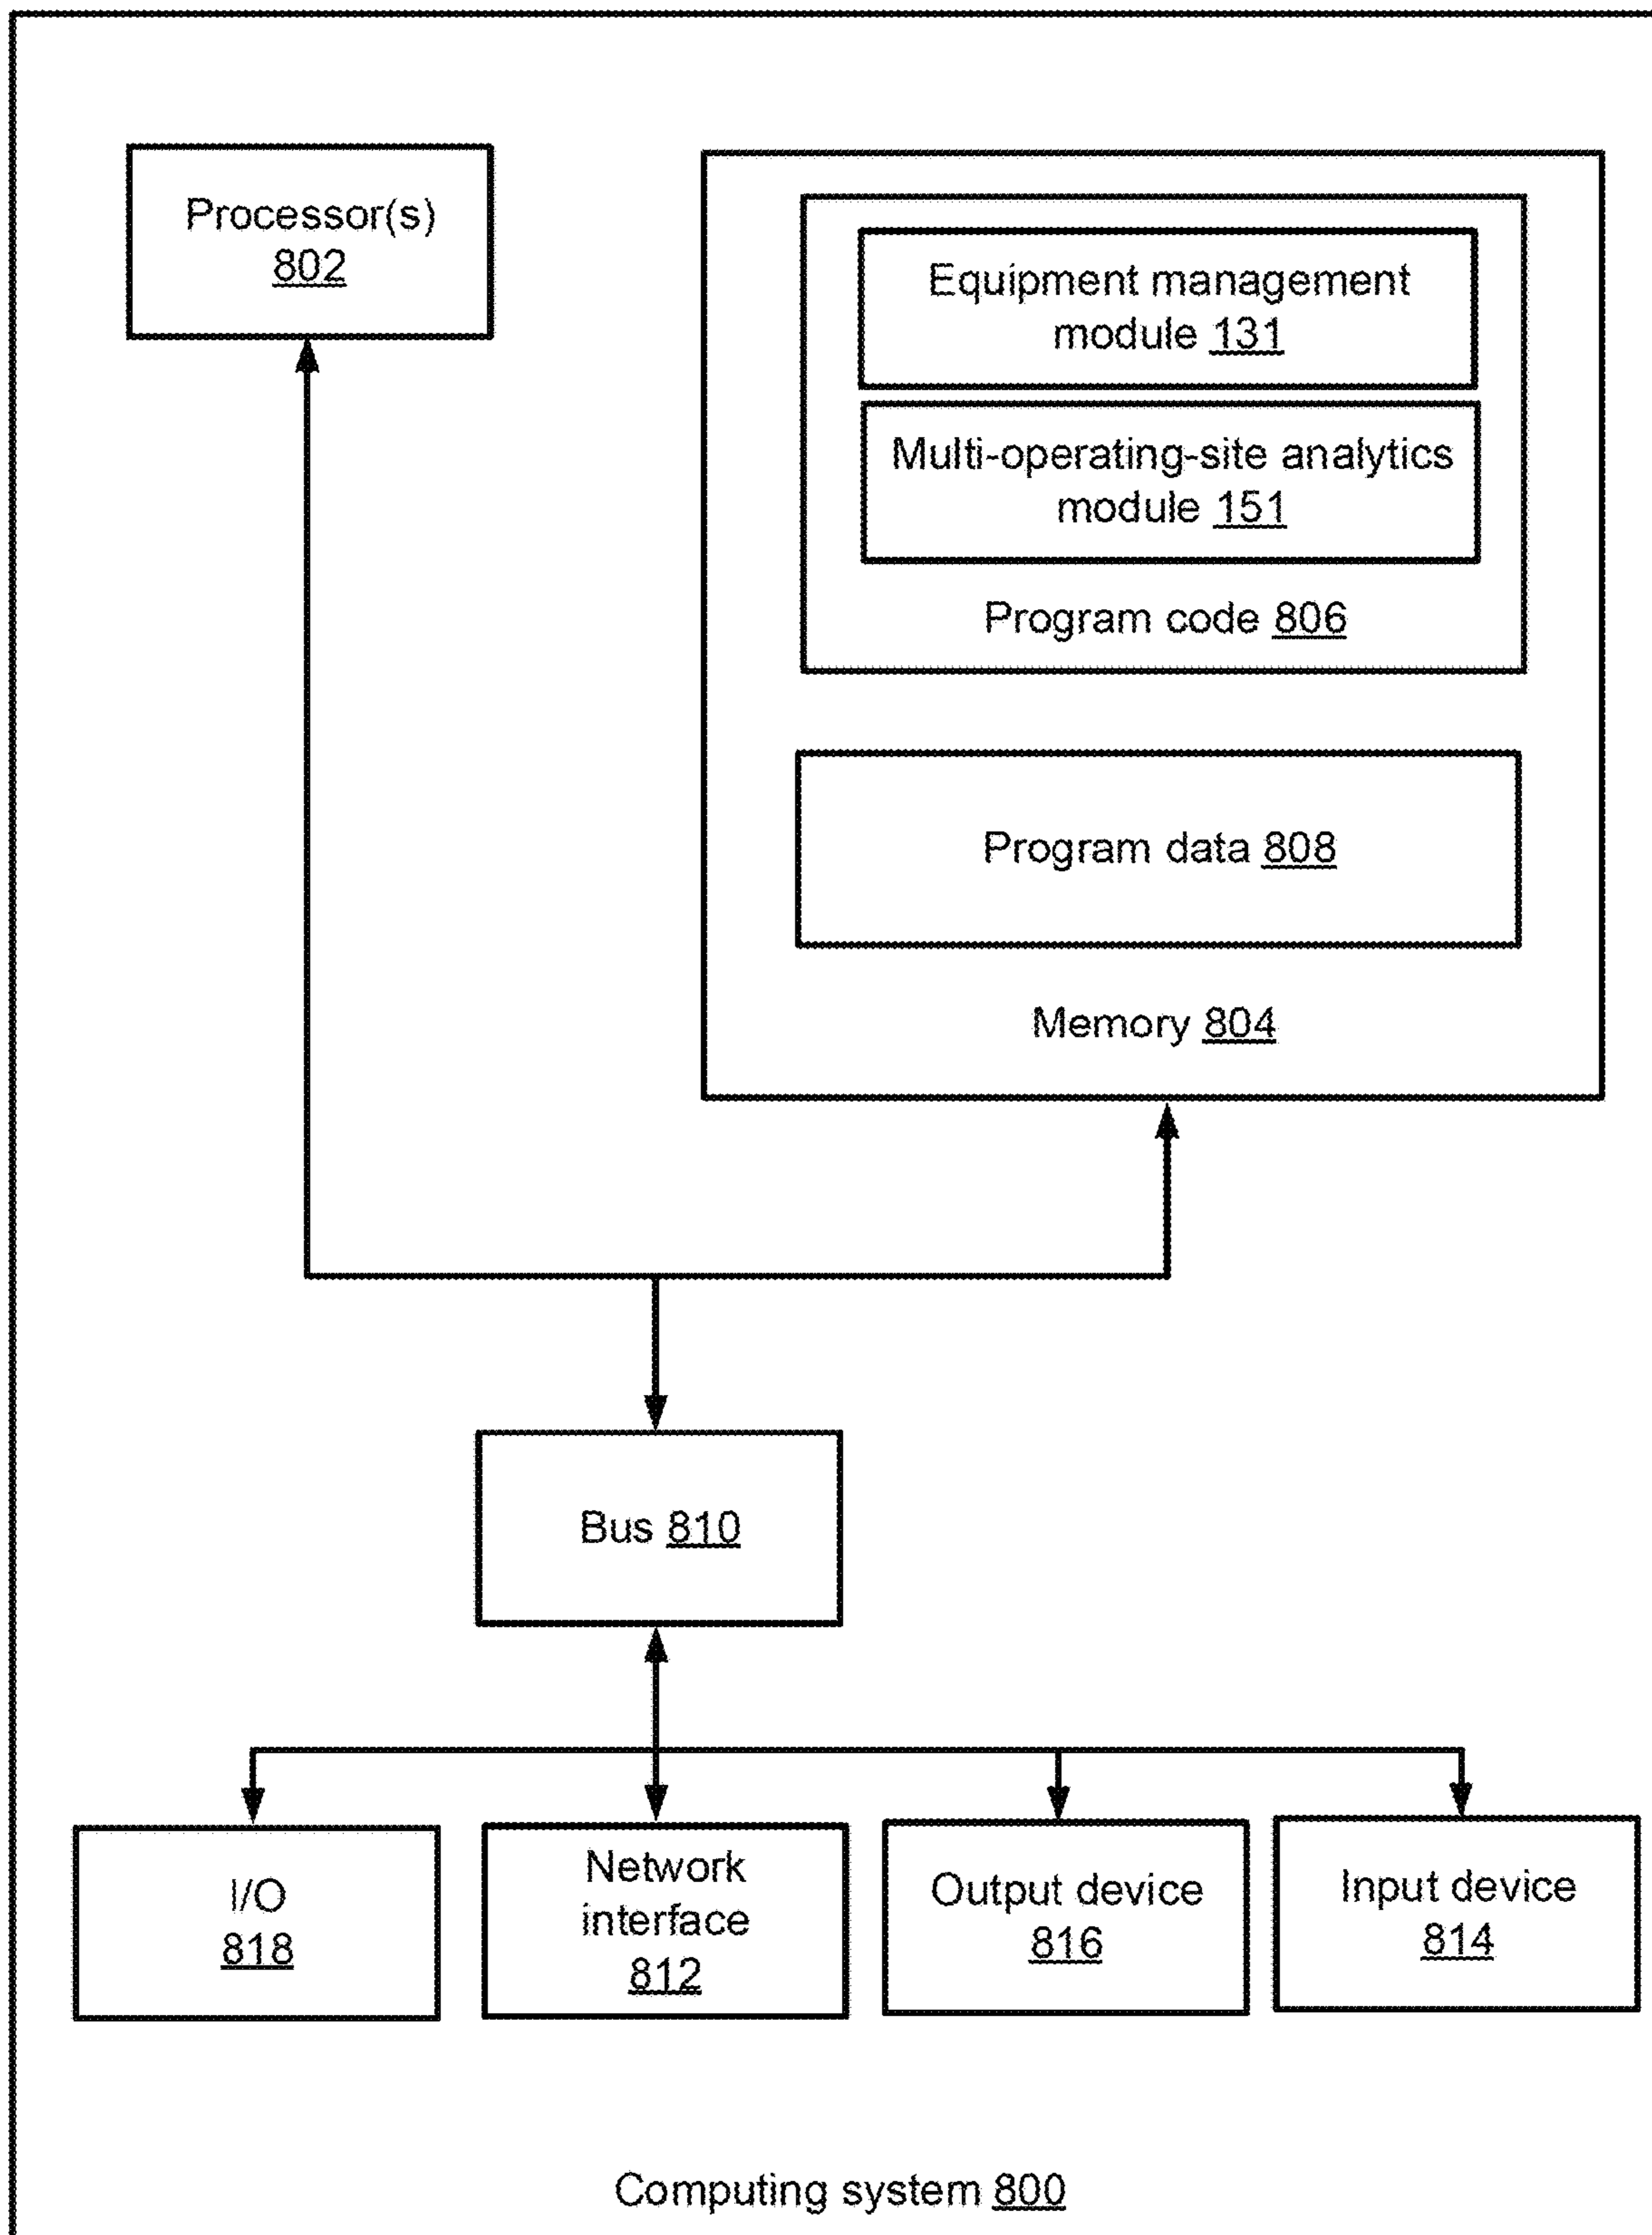 Processor(s)
802
Equipment management
module 131
Multi-operating-site analytics
module 151
Program code 806
Program data 808
Memory 804
Bus 810
I/O
818
Network
interface
812
Output device
816
Input device
814
Computing system 800